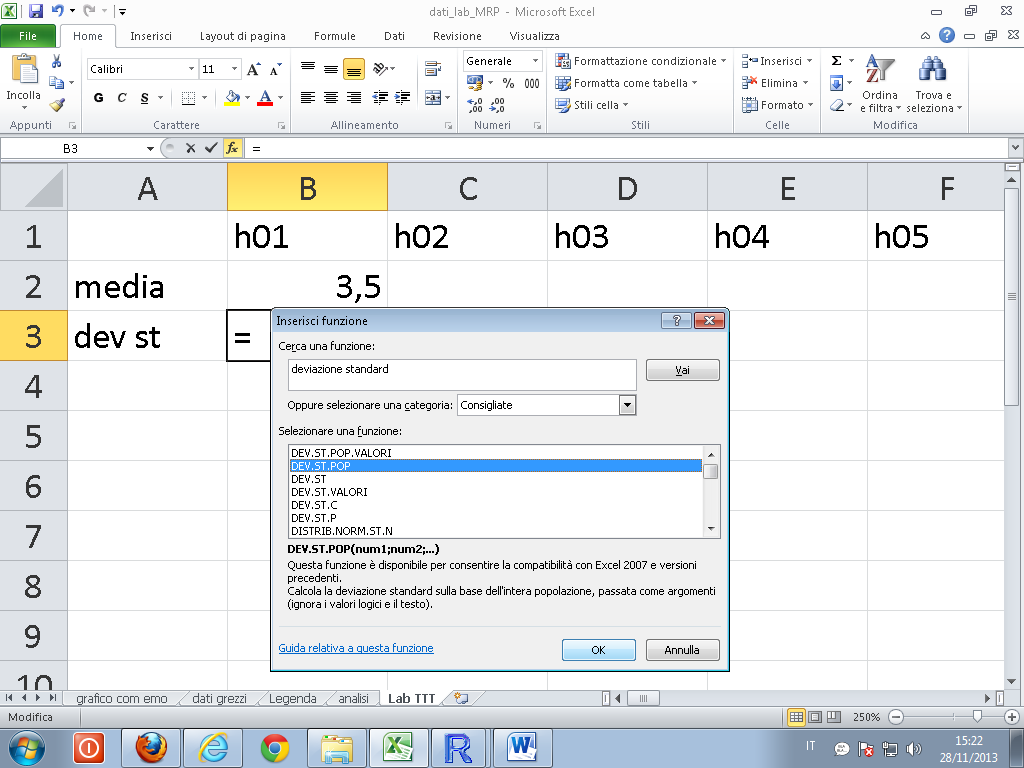 dati_lab_MRP - Microsoft Excel
File Home Inserisci Layout di pagina Formule Dati Revisione Visualizza
Incolla
Appunti
Calibri 11
G C S
Carattere
Allineamento
Generale
% 000
Numeri
Formattazione condizionale
Formatta come tabella
Stili cella
Stili
Inserisci
Elimina
Formato
Celle
Σ
Ordina e filtra
Trova e seleziona
Modifica
B3 fx =
A B C D E F
1 h01 h02 h03 h04 h05
2 media 3,5
3 dev st =
4
5
6
7
8
9
10
Inserisci funzione
Cerca una funzione:
deviazione standard
Vai
Oppure selezionare una categoria: Consigliate
Selezionare una funzione:
DEV.ST.POP.VALORI
DEV.ST.POP
DEV.ST
DEV.ST.VALORI
DEV.ST.C
DEV.ST.P
DISTRIB.NORM.ST.N
DEV.ST.POP(num1;num2;...)
Questa funzione è disponibile per consentire la compatibilità con Excel 2007 e versioni
precedenti.
Calcola la deviazione standard sulla base dell'intera popolazione, passata come argomenti
(ignora i valori logici e il testo).
Guida relativa a questa funzione
OK Annulla
grafico com emo dati grezzi Legenda analisi Lab TTT
Modifica 250%
IT 15:22
28/11/2013